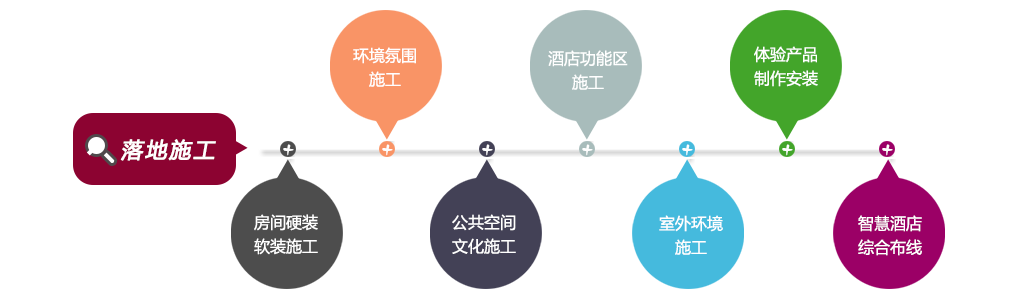 落地施工
房间硬装
软装施工
环境氛围
施工
公共空间
文化施工
酒店功能区
施工
室外环境
施工
体验产品
制作安装
智慧酒店
综合布线